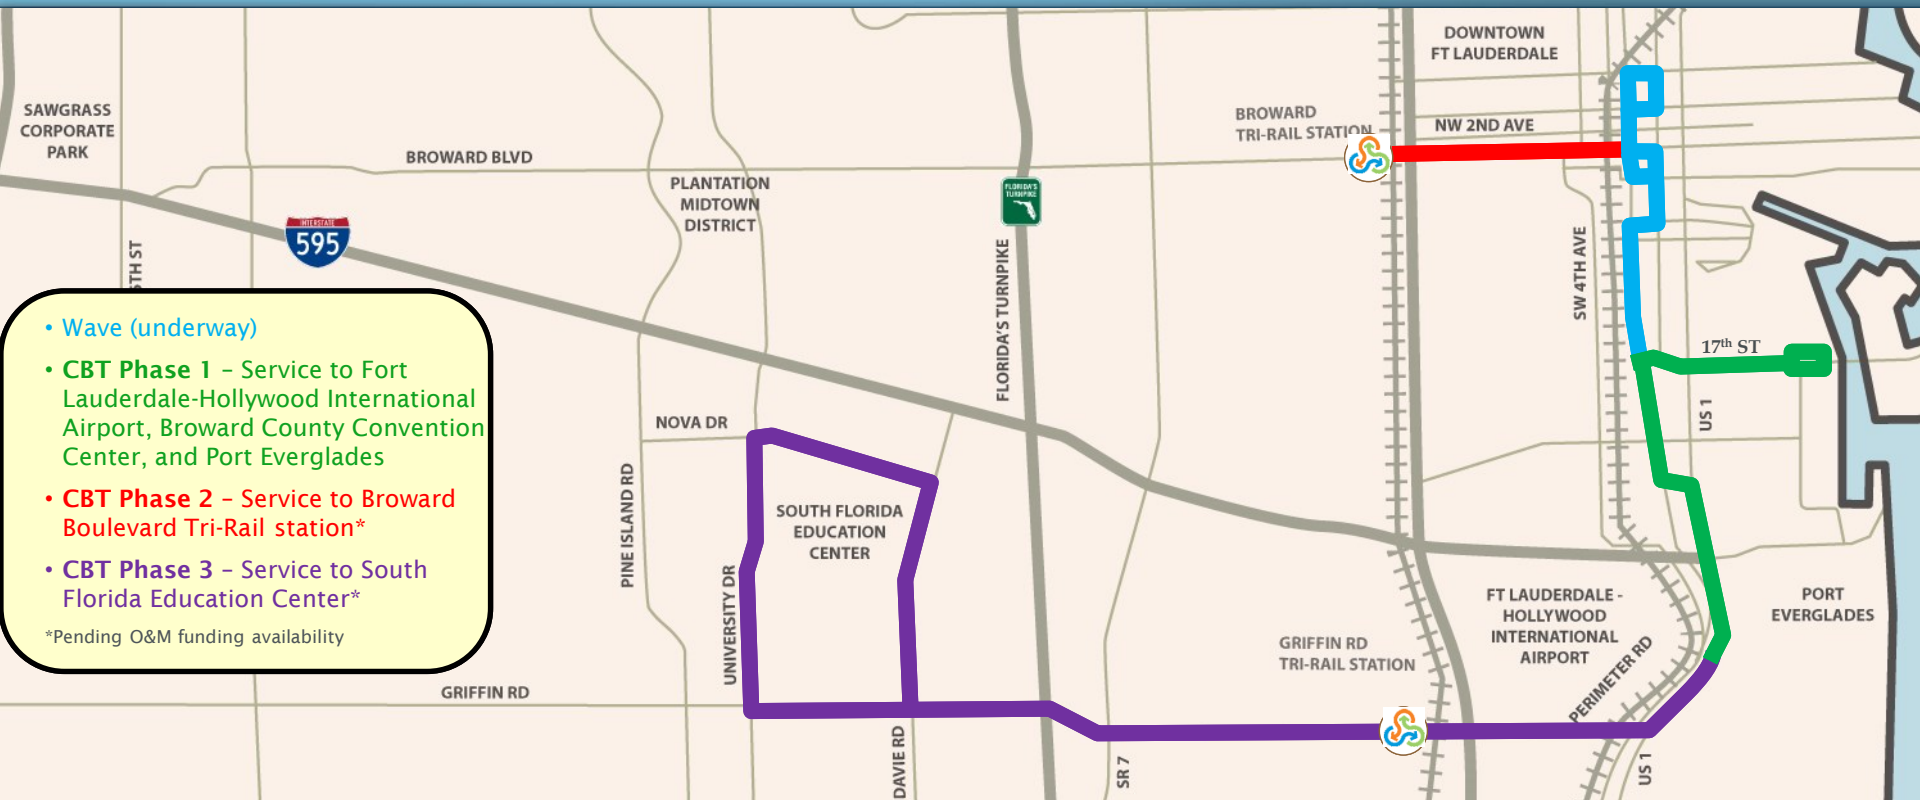 DOWNTOWN
FT LAUDERDALE
SAWGRASS
CORPORATE
PARK
BROWARD
TRI-RAIL STATION
NW 2ND AVE
BROWARD BLVD
PLANTATION
MIDTOWN
DISTRICT
FLORIDA'S
TURNPIKE
INTERSTATE
595
5TH ST
FLORIDA'S TURNPIKE
SW 4TH AVE
17th ST
US 1
• Wave (underway)
• CBT Phase 1 – Service to Fort
Lauderdale-Hollywood International
Airport, Broward County Convention
Center, and Port Everglades
• CBT Phase 2 – Service to Broward
Boulevard Tri-Rail station*
• CBT Phase 3 – Service to South
Florida Education Center*
*Pending O&M funding availability
NOVA DR
PINE ISLAND RD
SOUTH FLORIDA
EDUCATION
CENTER
UNIVERSITY DR
FT LAUDERDALE -
HOLLYWOOD
INTERNATIONAL
AIRPORT
PORT
EVERGLADES
GRIFFIN RD
TRI-RAIL STATION
PERIMETER RD
GRIFFIN RD
DAVIE RD
SR 7
US 1